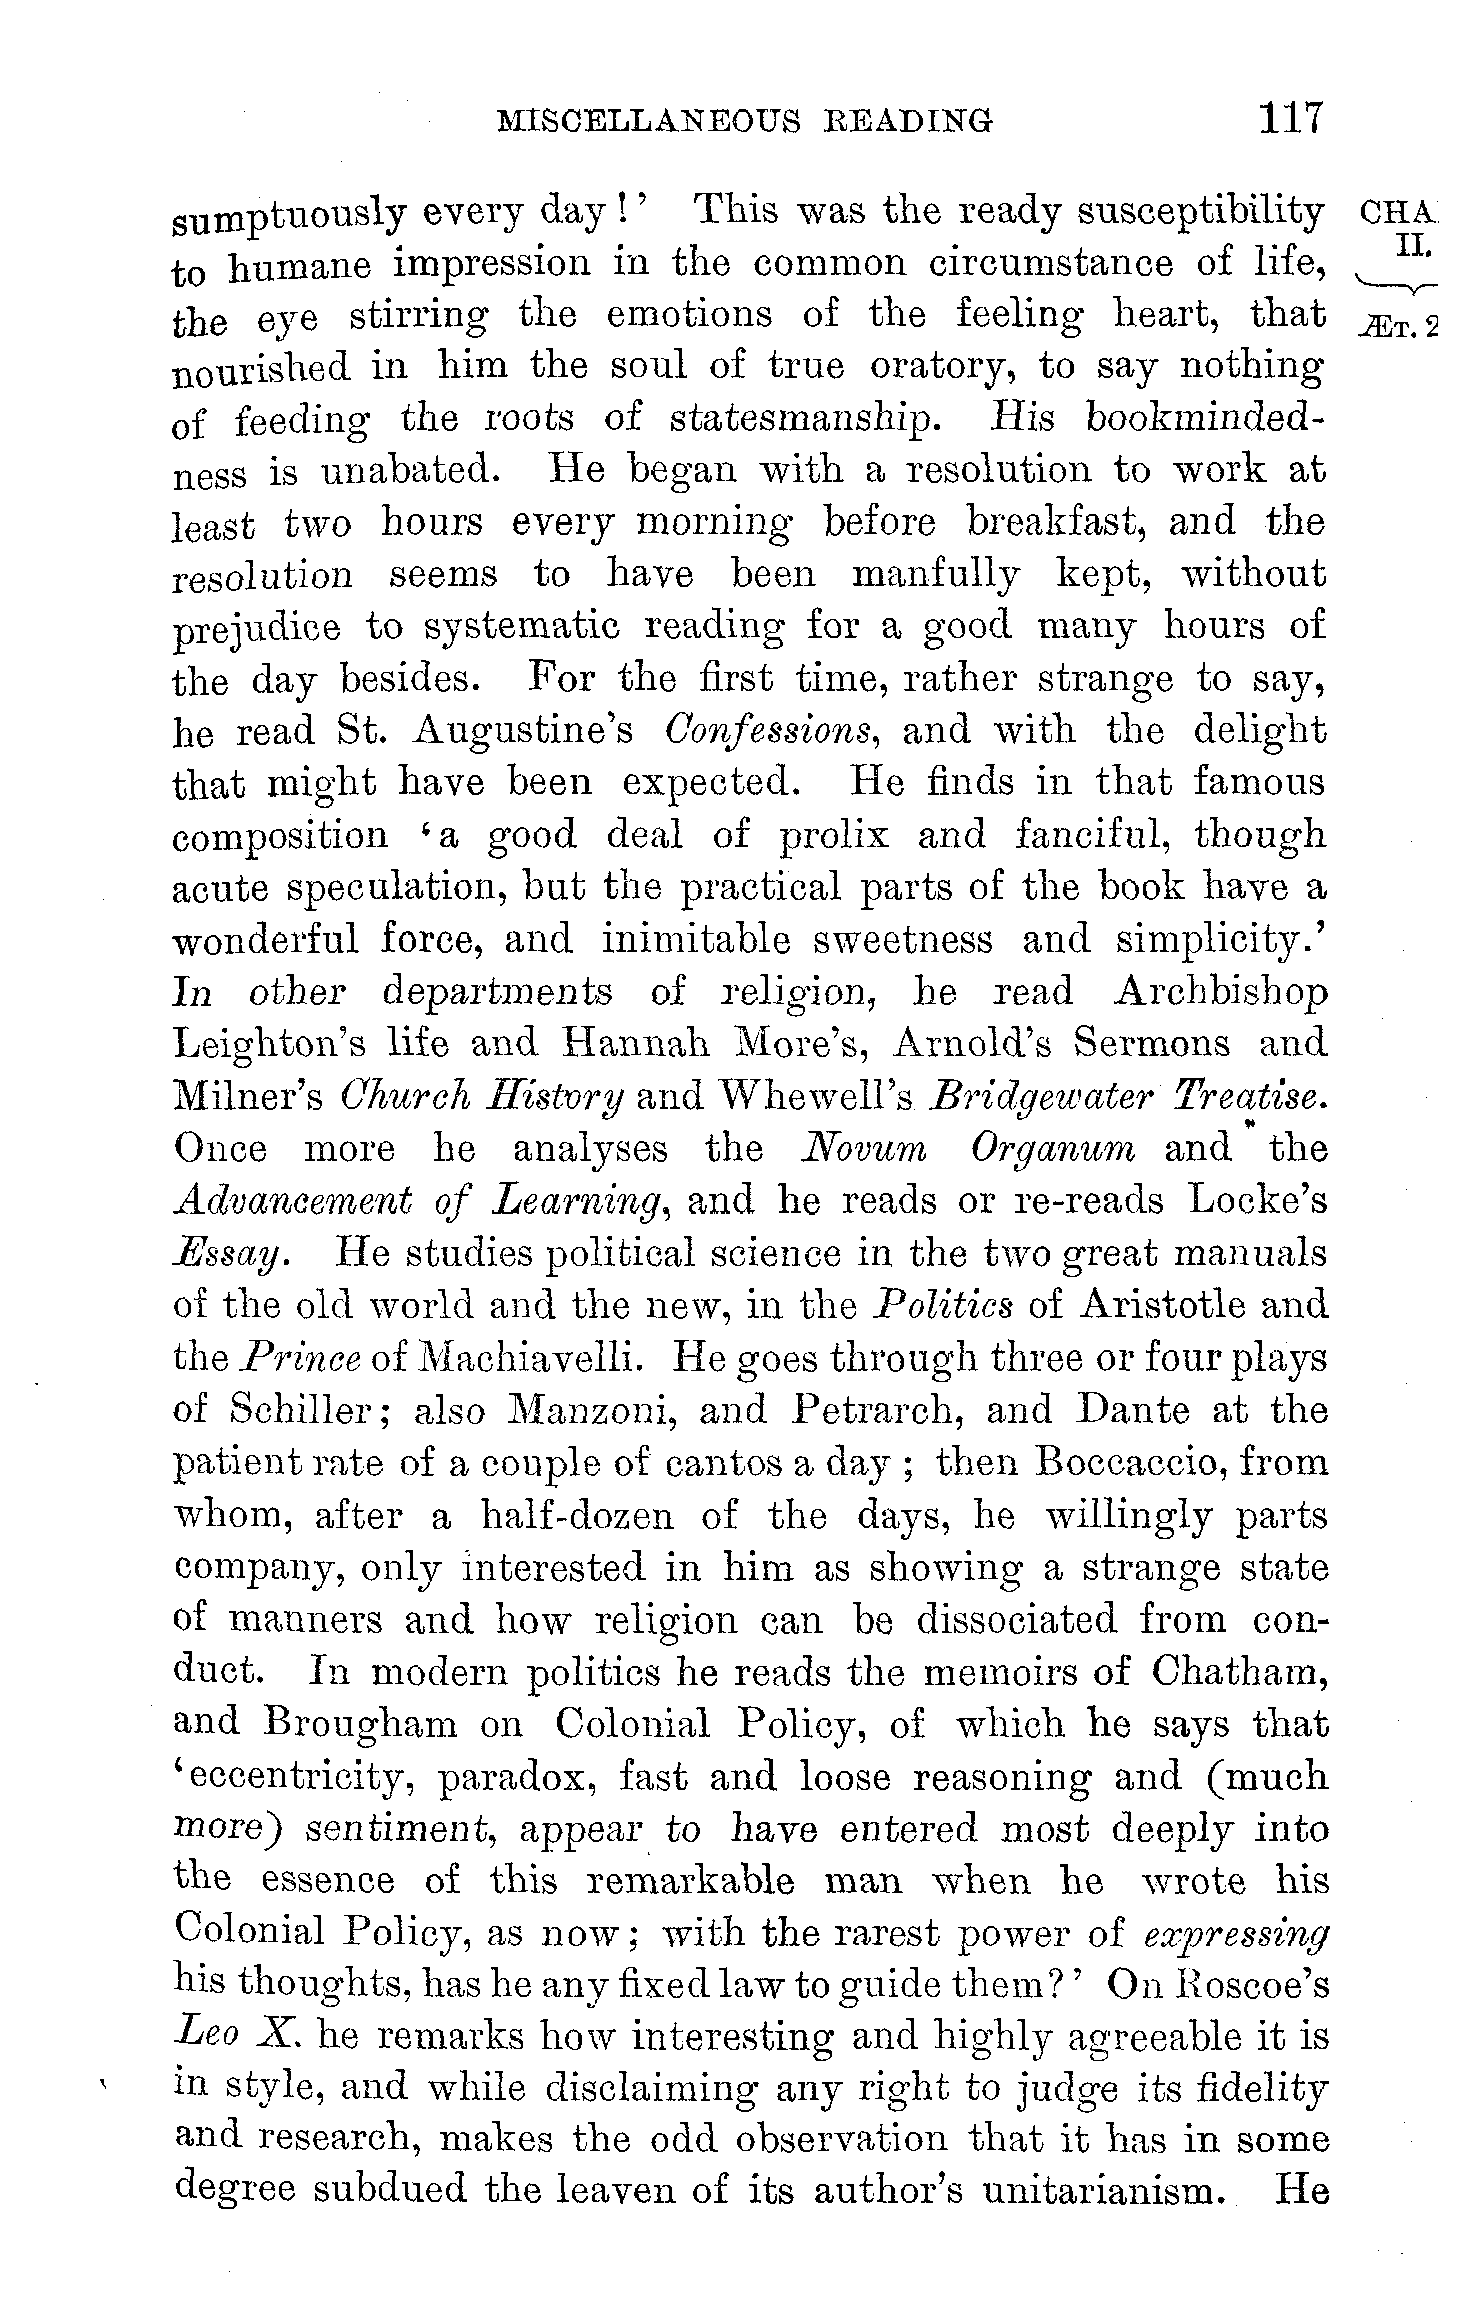 MISCELLANEOUS READING 117
sumptuously every day!' This was the ready susceptibility CHA
to humane impression in the common circumstance of life, II.
the eye stirring the emotions of the feeling heart, that ÆT. 2
nourished in him the soul of true oratory, to say nothing
of feeding the roots of statesmanship. His bookminded-
ness is unabated. He began with a resolution to work at
least two hours every morning before breakfast, and the
resolution seems to have been manfully kept, without
prejudice to systematic reading for a good many hours of
the day besides. For the first time, rather strange to say,
he read St. Augustine's Confessions, and with the delight
that might have been expected. He finds in that famous
composition 'a good deal of prolix and fanciful, though
acute speculation, but the practical parts of the book have a
wonderful force, and inimitable sweetness and simplicity.'
In other departments of religion, he read Archbishop
Leighton's life and Hannah More's, Arnold's Sermons and
Milner's Church History and Whewell's Bridgewater Treatise.
Once more he analyses the Novum Organum and the
Advancement of Learning, and he reads or re-reads Locke's
Essay. He studies political science in the two great manuals
of the old world and the new, in the Politics of Aristotle and
the Prince of Machiavelli. He goes through three or four plays
of Schiller; also Manzoni, and Petrarch, and Dante at the
patient rate of a couple of cantos a day; then Boccaccio, from
whom, after a half-dozen of the days, he willingly parts
company, only interested in him as showing a strange state
of manners and how religion can be dissociated from con-
duct. In modern politics he reads the memoirs of Chatham,
and Brougham on Colonial Policy, of which he says that
'eccentricity, paradox, fast and loose reasoning and (much
more) sentiment, appear to have entered most deeply into
the essence of this remarkable man when he wrote his
Colonial Policy, as now; with the rarest power of expressing
his thoughts, has he any fixed law to guide them?' On Roscoe's
Leo X. he remarks how interesting and highly agreeable it is
in style, and while disclaiming any right to judge its fidelity
and research, makes the odd observation that it has in some
degree subdued the leaven of its author's unitarianism. He